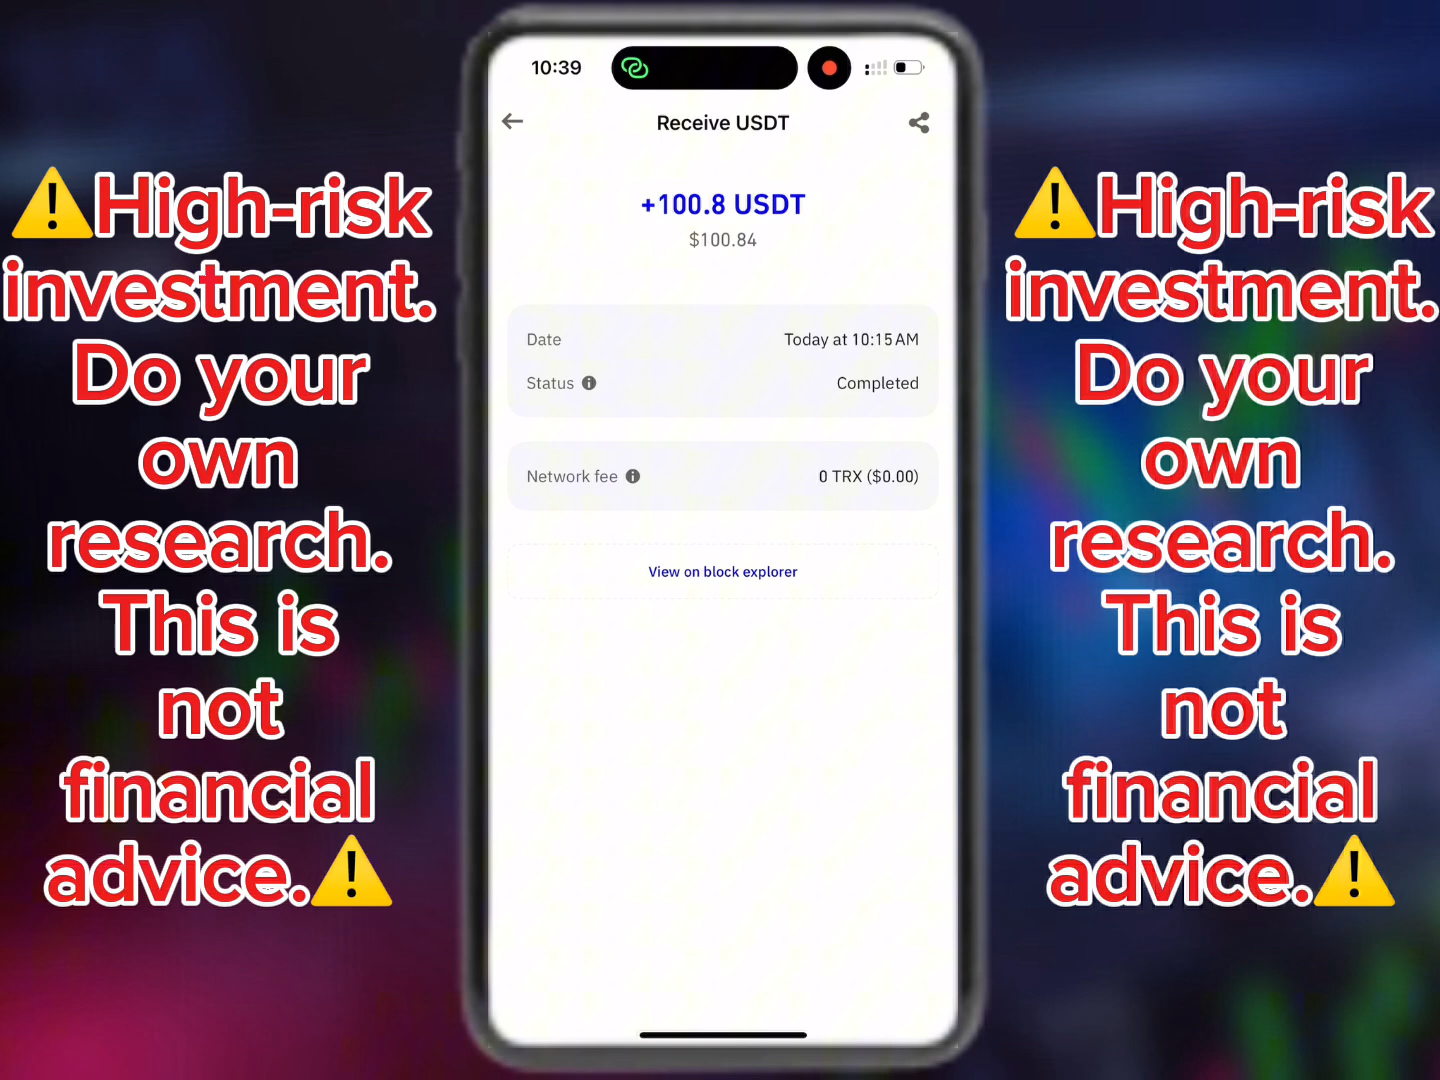 10:39
Receive USDT
+100.8 USDT
$100.84
Date Today at 10:15 AM
Status Completed
Network fee 0 TRX ($0.00)
View on block explorer
⚠️High-risk
investment.
Do your
own
research.
This is
not
financial
advice.⚠️
⚠️High-risk
investment.
Do your
own
research.
This is
not
financial
advice.⚠️